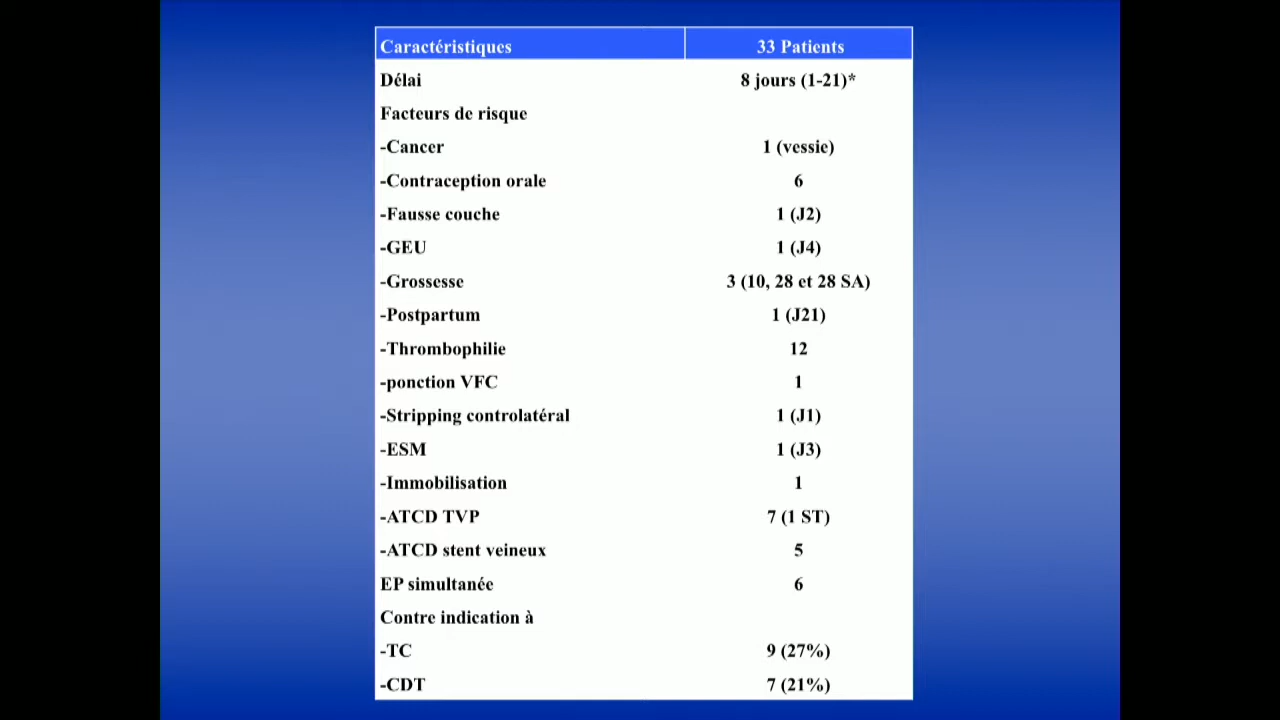 Caractéristiques 33 Patients
Délai 8 jours (1-21)*
Facteurs de risque
-Cancer 1 (vessie)
-Contraception orale 6
-Fausse couche 1 (J2)
-GEU 1 (J4)
-Grossesse 3 (10, 28 et 28 SA)
-Postpartum 1 (J21)
-Thrombophilie 12
-ponction VFC 1
-Stripping controlatéral 1 (J1)
-ESM 1 (J3)
-Immobilisation 1
-ATCD TVP 7 (1 ST)
-ATCD stent veineux 5
EP simultanée 6
Contre indication à
-TC 9 (27%)
-CDT 7 (21%)